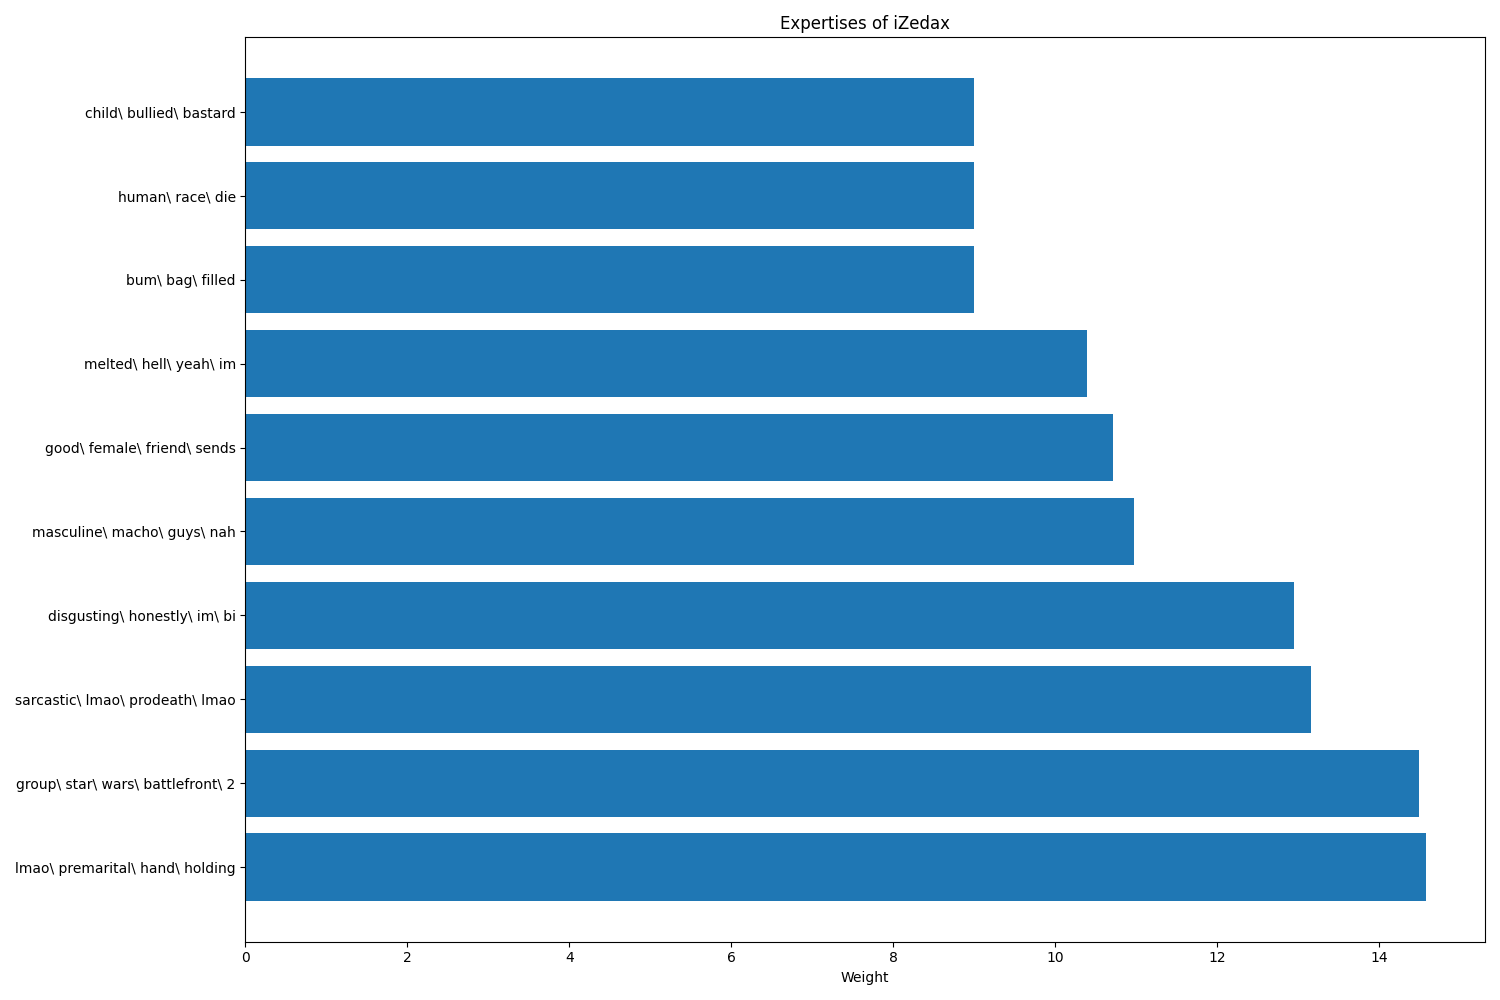 Expertises of iZedax
child\ bullied\ bastard
human\ race\ die
bum\ bag\ filled
melted\ hell\ yeah\ im
good\ female\ friend\ sends
masculine\ macho\ guys\ nah
disgusting\ honestly\ im\ bi
sarcastic\ lmao\ prodeath\ lmao
group\ star\ wars\ battlefront\ 2
lmao\ premarital\ hand\ holding
0 2 4 6 8 10 12 14
Weight